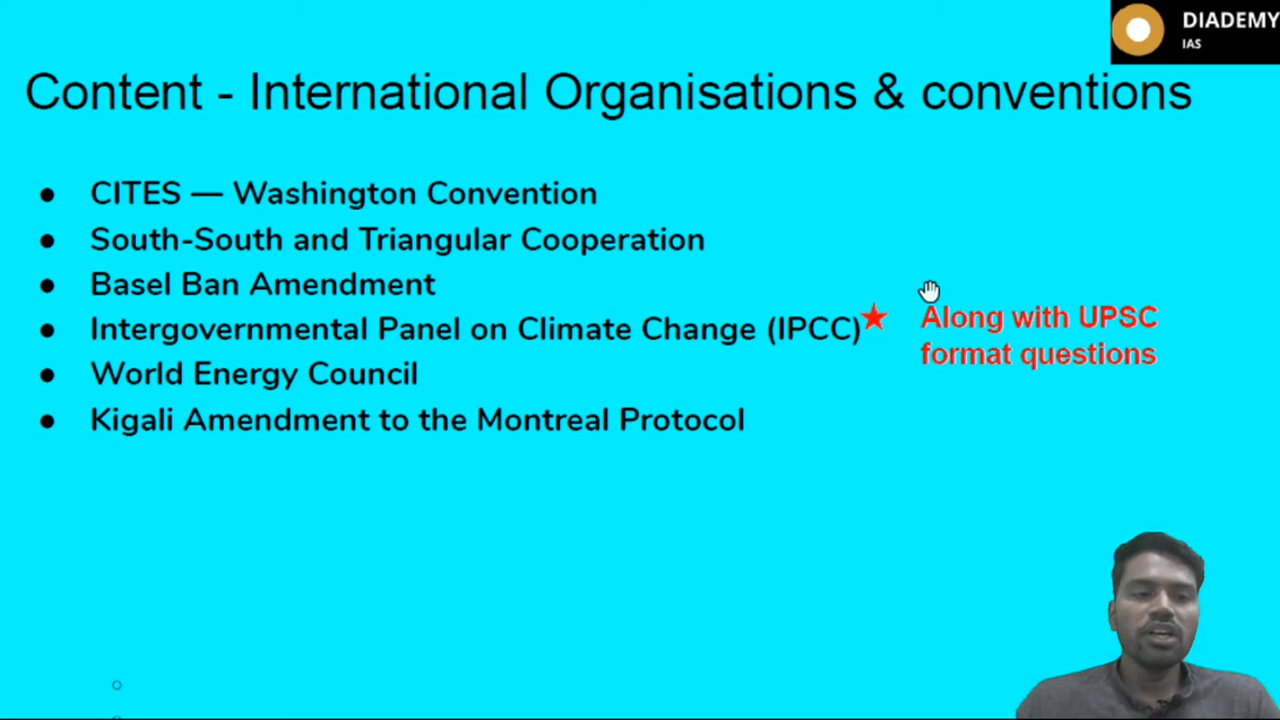 DIADEMY
IAS
Content - International Organisations & conventions
● CITES — Washington Convention
● South-South and Triangular Cooperation
● Basel Ban Amendment
● Intergovernmental Panel on Climate Change (IPCC)
● World Energy Council
● Kigali Amendment to the Montreal Protocol
★ Along with UPSC
format questions